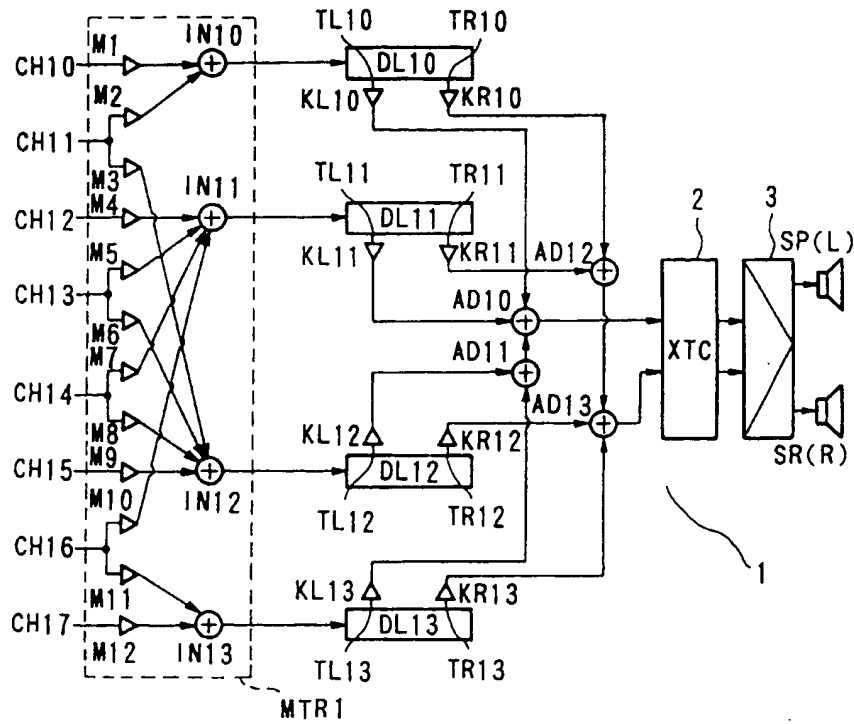 TL10 TR10
M1 IN10
CH10 DL10
M2 KL10 KR10
CH11
TL11 TR11
M3 IN11
M4
CH12 DL11 2 3 SP(L)
M5 KL11 KR11 AD12
CH13 AD10
M6 AD11 XTC
M7
CH14
M8 KL12 KR12 AD13
M9
CH15 DL12 SR(R)
M10 IN12
TL12 TR12
CH16
KL13 KR13 1
M11
CH17 DL13
M12 IN13
TL13 TR13
MTR1